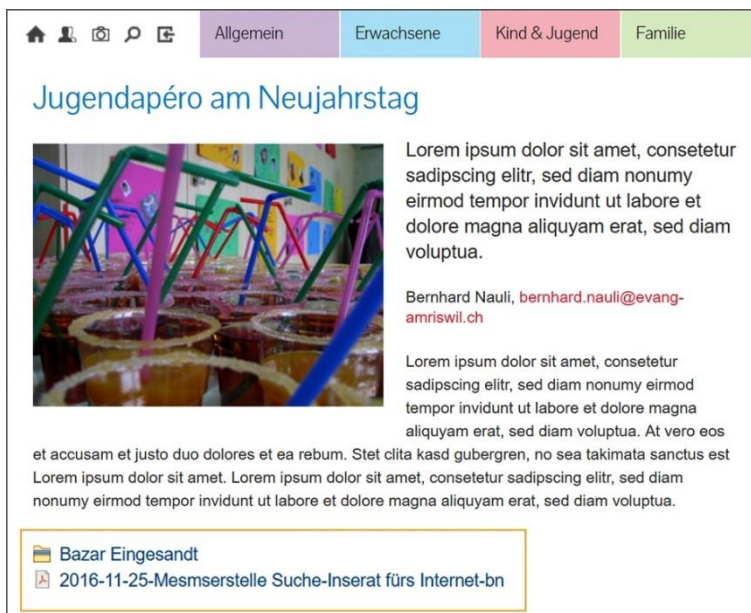 Allgemein
Erwachsene
Kind & Jugend
Familie
Jugendapéro am Neujahrstag
Lorem ipsum dolor sit amet, consetetur
sadipscing elitr, sed diam nonumy
eirmod tempor invidunt ut labore et
dolore magna aliquyam erat, sed diam
voluptua.
Bernhard Nauli, bernhard.nauli@evang-
amriswil.ch
Lorem ipsum dolor sit amet, consetetur
sadipscing elitr, sed diam nonumy eirmod
tempor invidunt ut labore et dolore magna
aliquyam erat, sed diam voluptua. At vero eos
et accusam et justo duo dolores et ea rebum. Stet clita kasd gubergren, no sea takimata sanctus est
Lorem ipsum dolor sit amet. Lorem ipsum dolor sit amet, consetetur sadipscing elitr, sed diam
nonumy eirmod tempor invidunt ut labore et dolore magna aliquyam erat, sed diam voluptua.
Bazar Eingesandt
2016-11-25-Mesmserstelle Suche-Inserat fürs Internet-bn